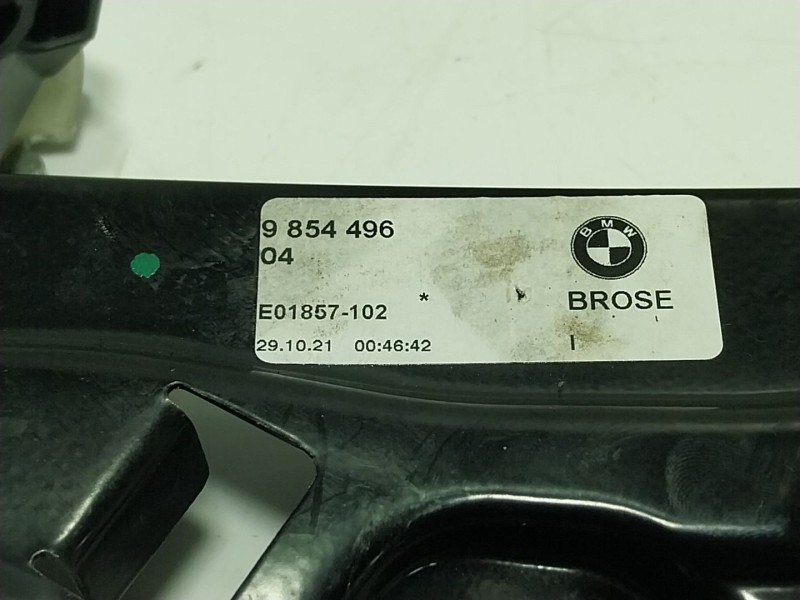 9 854 496
04
BMW
BROSE
E01857-102 *
29.10.21 00:46:42 I